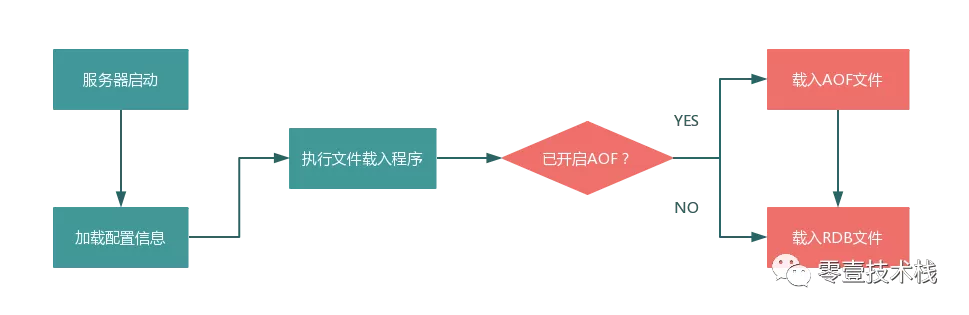 服务器启动
加载配置信息
执行文件载入程序
已开启AOF？
YES
NO
载入AOF文件
载入RDB文件
零壹技术栈